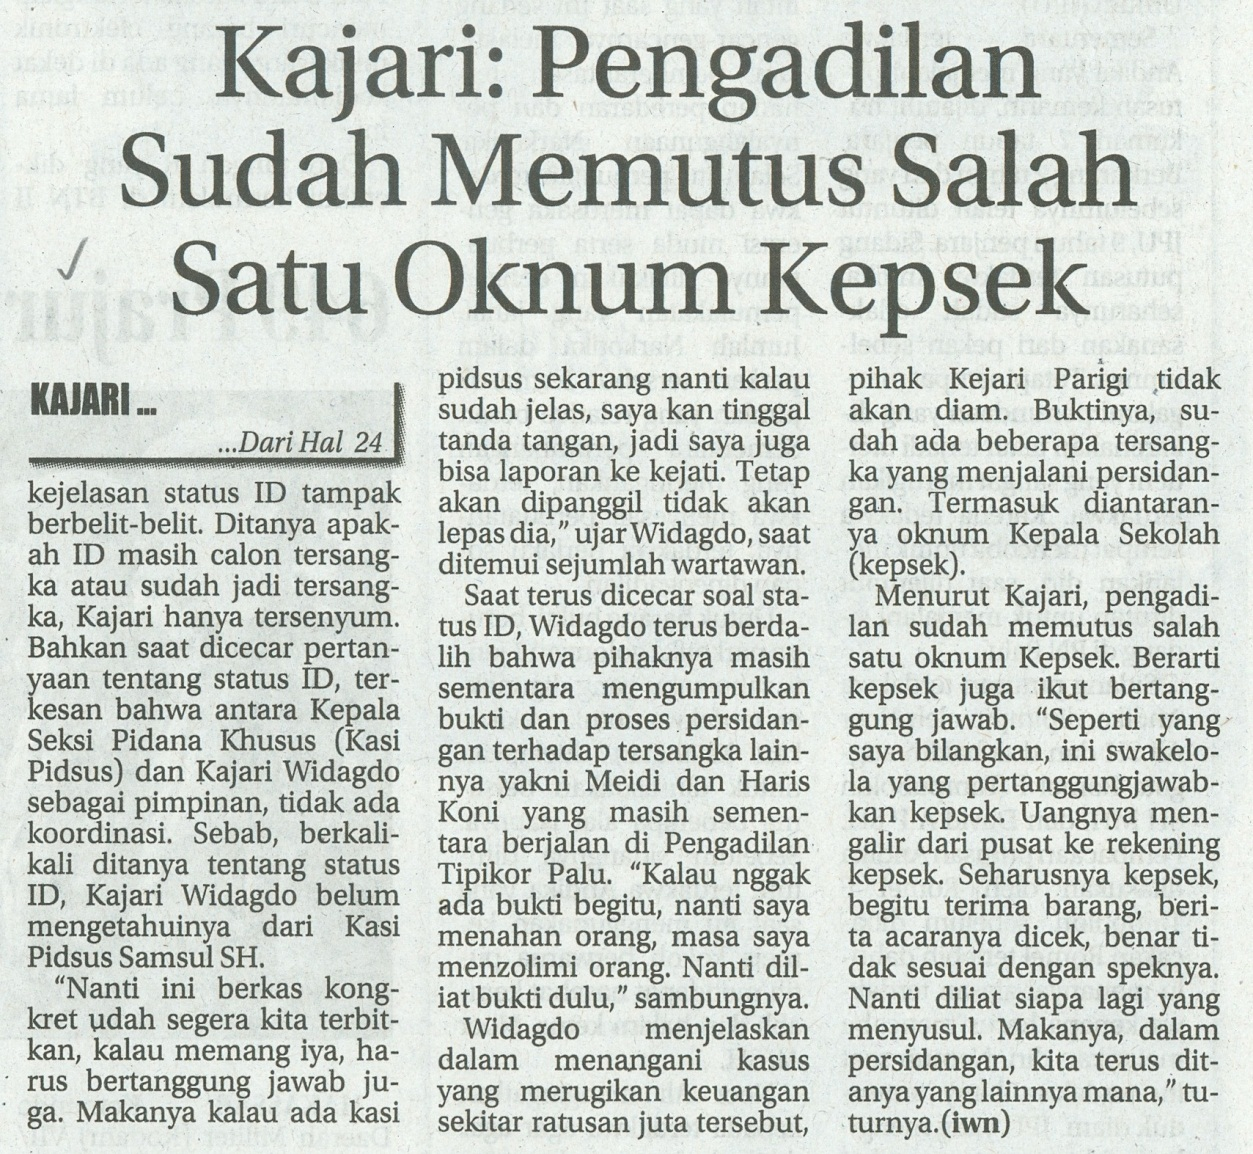 Kajari: Pengadilan
Sudah Memutus Salah
Satu Oknum Kepsek
KAJARI ...
...Dari Hal 24
kejelasan status ID tampak
berbelit-belit. Ditanya apak-
ah ID masih calon tersang-
ka atau sudah jadi tersang-
ka, Kajari hanya tersenyum.
Bahkan saat dicecar pertan-
yaan tentang status ID, ter-
kesan bahwa antara Kepala
Seksi Pidana Khusus (Kasi
Pidsus) dan Kajari Widagdo
sebagai pimpinan, tidak ada
koordinasi. Sebab, berkali-
kali ditanya tentang status
ID, Kajari Widagdo belum
mengetahuinya dari Kasi
Pidsus Samsul SH.
“Nanti ini berkas kong-
kret udah segera kita terbit-
kan, kalau memang iya, ha-
rus bertanggung jawab ju-
ga. Makanya kalau ada kasi
pidsus sekarang nanti kalau
sudah jelas, saya kan tinggal
tanda tangan, jadi saya juga
bisa laporan ke kejati. Tetap
akan dipanggil tidak akan
lepas dia,” ujar Widagdo, saat
ditemui sejumlah wartawan.
Saat terus dicecar soal sta-
tus ID, Widagdo terus berda-
lih bahwa pihaknya masih
sementara mengumpulkan
bukti dan proses persidan-
gan terhadap tersangka lain-
nya yakni Meidi dan Haris
Koni yang masih semen-
tara berjalan di Pengadilan
Tipikor Palu. “Kalau nggak
ada bukti begitu, nanti saya
menahan orang, masa saya
menzolimi orang. Nanti dil-
iat bukti dulu,” sambungnya.
Widagdo menjelaskan
dalam menangani kasus
yang merugikan keuangan
sekitar ratusan juta tersebut,
pihak Kejari Parigi tidak
akan diam. Buktinya, su-
dah ada beberapa tersang-
ka yang menjalani persidan-
gan. Termasuk diantaran-
ya oknum Kepala Sekolah
(kepsek).
Menurut Kajari, pengadi-
lan sudah memutus salah
satu oknum Kepsek. Berarti
kepsek juga ikut bertang-
gung jawab. “Seperti yang
saya bilangkan, ini swakelo-
la yang pertanggungjawab-
kan kepsek. Uangnya men-
galir dari pusat ke rekening
kepsek. Seharusnya kepsek,
begitu terima barang, beri-
ta acaranya dicek, benar ti-
dak sesuai dengan speknya.
Nanti diliat siapa lagi yang
menyusul. Makanya, dalam
persidangan, kita terus dit-
anya yang lainnya mana,” tu-
turnya. (iwn)